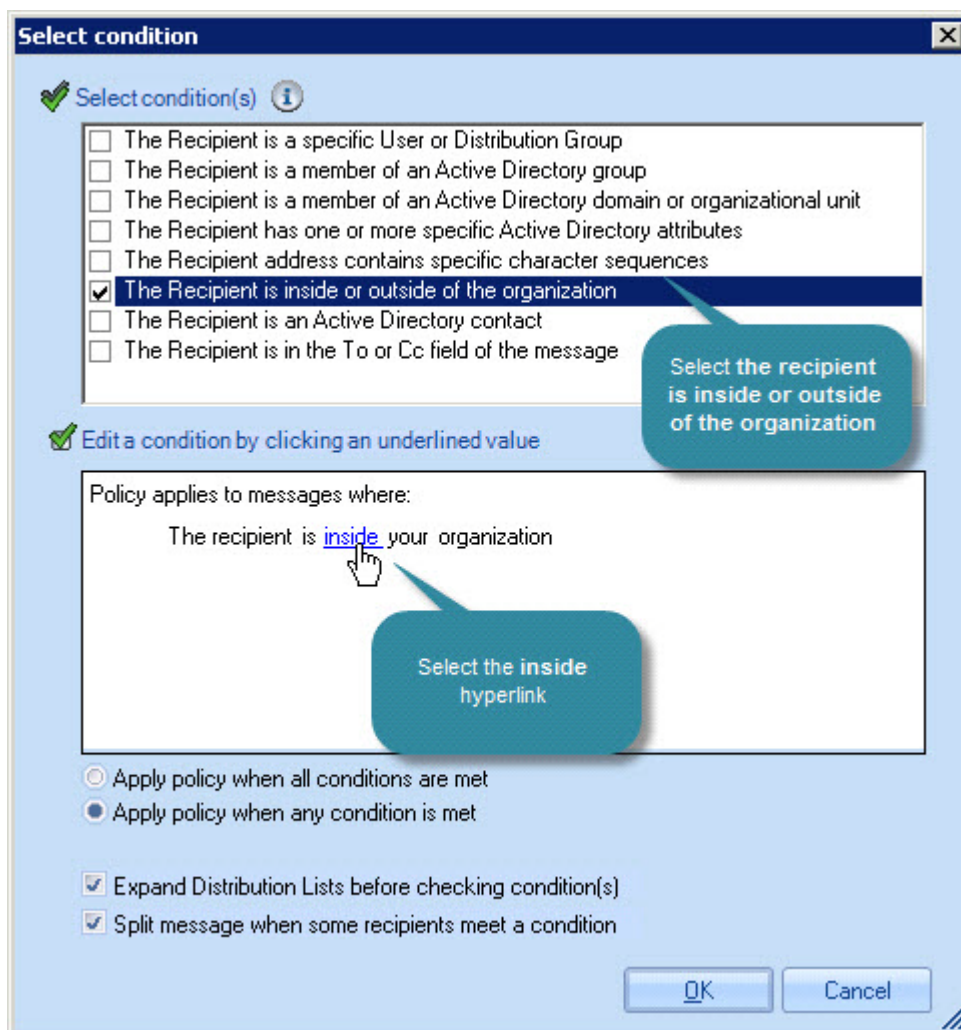 Select condition
Select condition(s)
The Recipient is a specific User or Distribution Group
The Recipient is a member of an Active Directory group
The Recipient is a member of an Active Directory domain or organizational unit
The Recipient has one or more specific Active Directory attributes
The Recipient address contains specific character sequences
The Recipient is inside or outside of the organization
The Recipient is an Active Directory contact
The Recipient is in the To or Cc field of the message
Select the recipient
is inside or outside
of the organization
Edit a condition by clicking an underlined value
Policy applies to messages where:
The recipient is inside your organization
Select the inside
hyperlink
Apply policy when all conditions are met
Apply policy when any condition is met
Expand Distribution Lists before checking condition(s)
Split message when some recipients meet a condition
OK
Cancel